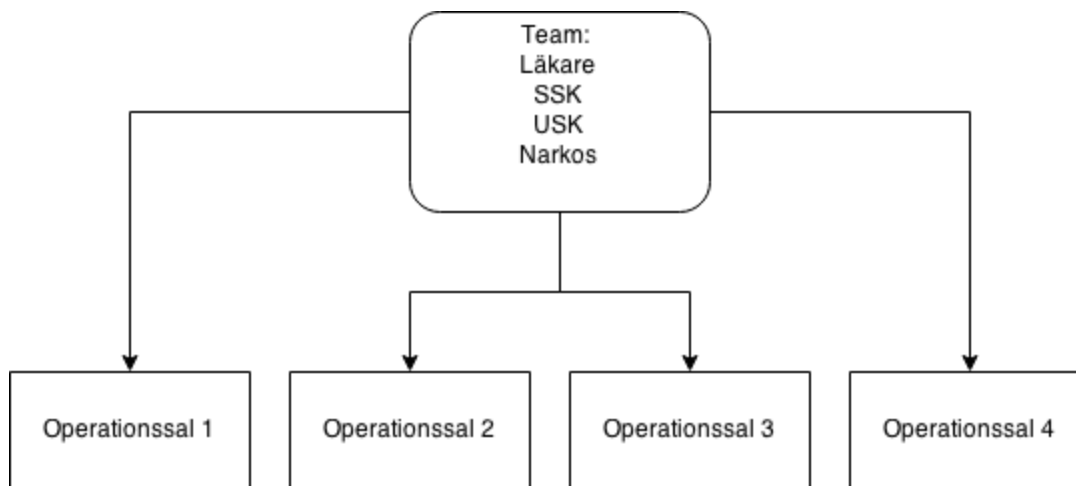 Team:
Läkare
SSK
USK
Narkos
Operationssal 1
Operationssal 2
Operationssal 3
Operationssal 4